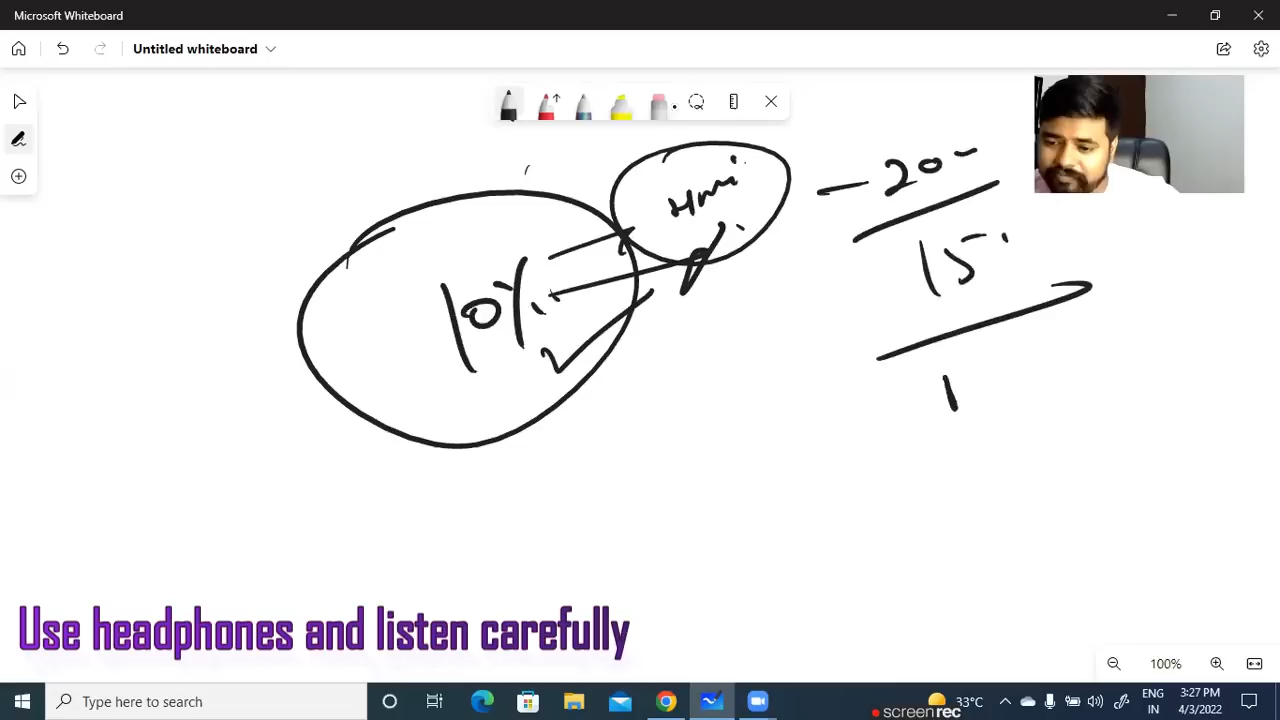 Microsoft Whiteboard
Untitled whiteboard
10%
- 20
15
1
Use headphones and listen carefully
100%
Type here to search
33°C
ENG
IN
3:27 PM
4/3/2022
screenrec